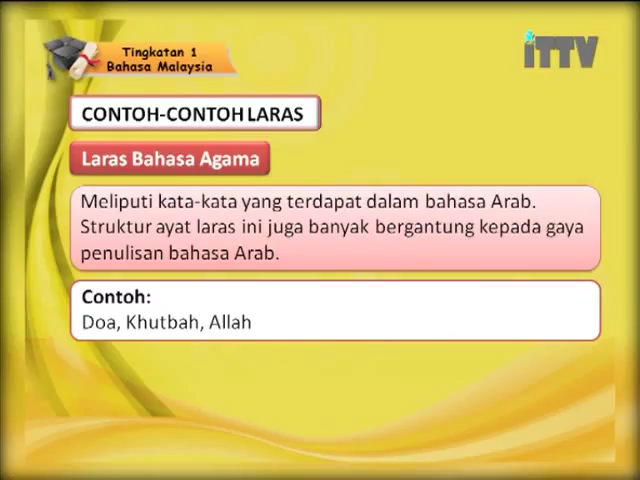 Tingkatan 1
Bahasa Malaysia
iTTV
CONTOH-CONTOH LARAS
Laras Bahasa Agama
Meliputi kata-kata yang terdapat dalam bahasa Arab.
Struktur ayat laras ini juga banyak bergantung kepada gaya
penulisan bahasa Arab.
Contoh:
Doa, Khutbah, Allah